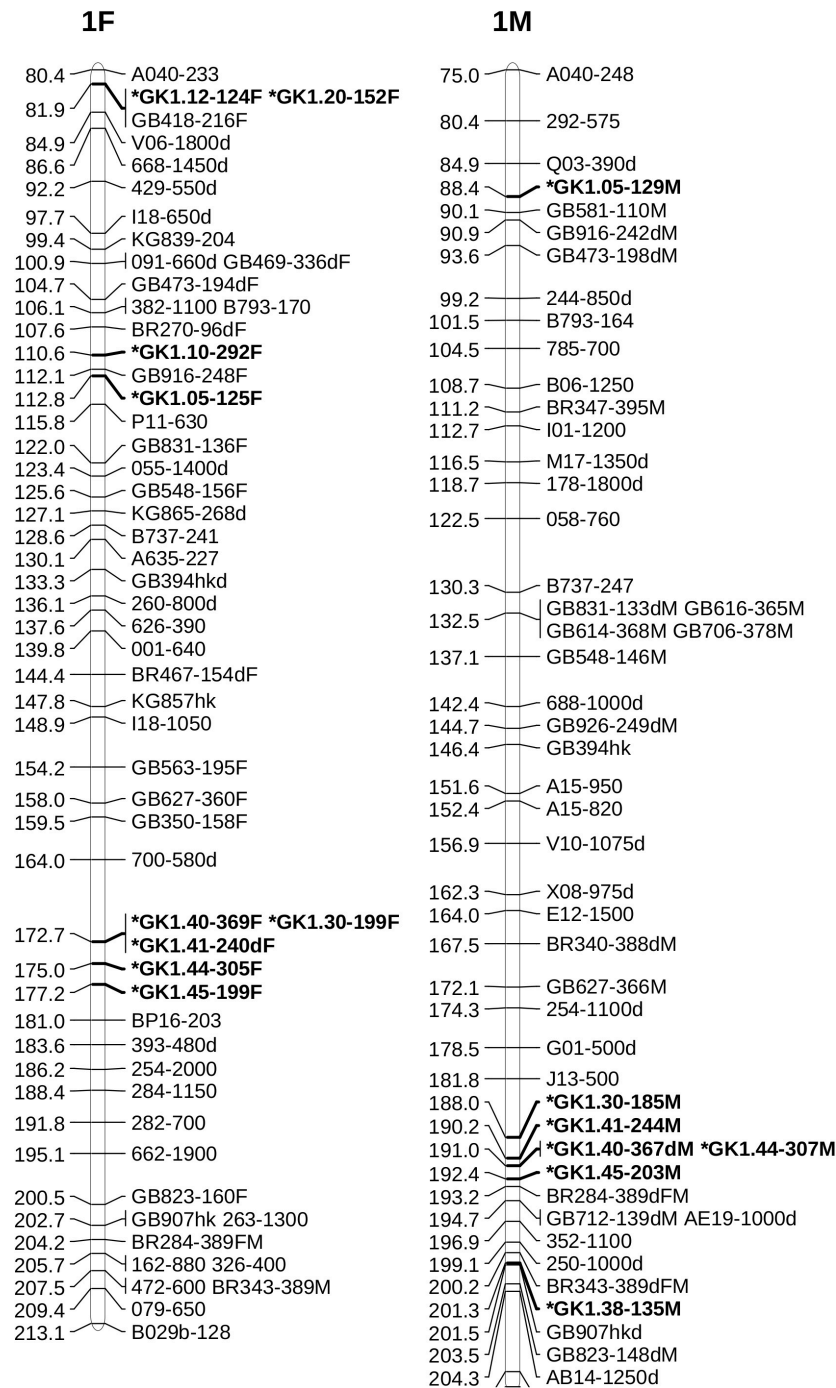 1F
80.4 A040-233
81.9 *GK1.12-124F *GK1.20-152F
GB418-216F
84.9 V06-1800d
86.6 668-1450d
92.2 429-550d
97.7 I18-650d
99.4 KG839-204
100.9 091-660d GB469-336dF
104.7 GB473-194dF
106.1 382-1100 B793-170
107.6 BR270-96dF
110.6 *GK1.10-292F
112.1 GB916-248F
112.8 *GK1.05-125F
115.8 P11-630
122.0 GB831-136F
123.4 055-1400d
125.6 GB548-156F
127.1 KG865-268d
128.6 B737-241
130.1 A635-227
133.3 GB394hkd
136.1 260-800d
137.6 626-390
139.8 001-640
144.4 BR467-154dF
147.8 KG857hk
148.9 I18-1050
154.2 GB563-195F
158.0 GB627-360F
159.5 GB350-158F
164.0 700-580d
172.7 *GK1.40-369F *GK1.30-199F
*GK1.41-240dF
175.0 *GK1.44-305F
177.2 *GK1.45-199F
181.0 BP16-203
183.6 393-480d
186.2 254-2000
188.4 284-1150
191.8 282-700
195.1 662-1900
200.5 GB823-160F
202.7 GB907hk 263-1300
204.2 BR284-389FM
205.7 162-880 326-400
207.5 472-600 BR343-389M
209.4 079-650
213.1 B029b-128
1M
75.0 A040-248
80.4 292-575
84.9 Q03-390d
88.4 *GK1.05-129M
90.1 GB581-110M
90.9 GB916-242dM
93.6 GB473-198dM
99.2 244-850d
101.5 B793-164
104.5 785-700
108.7 B06-1250
111.2 BR347-395M
112.7 I01-1200
116.5 M17-1350d
118.7 178-1800d
122.5 058-760
130.3 B737-247
132.5 GB831-133dM GB616-365M
GB614-368M GB706-378M
137.1 GB548-146M
142.4 688-1000d
144.7 GB926-249dM
146.4 GB394hk
151.6 A15-950
152.4 A15-820
156.9 V10-1075d
162.3 X08-975d
164.0 E12-1500
167.5 BR340-388dM
172.1 GB627-366M
174.3 254-1100d
178.5 G01-500d
181.8 J13-500
188.0 *GK1.30-185M
190.2 *GK1.41-244M
191.0 *GK1.40-367dM *GK1.44-307M
192.4 *GK1.45-203M
193.2 BR284-389dFM
194.7 GB712-139dM AE19-1000d
196.9 352-1100
199.1 250-1000d
200.2 BR343-389dFM
201.3 *GK1.38-135M
201.5 GB907hkd
203.5 GB823-148dM
204.3 AB14-1250d